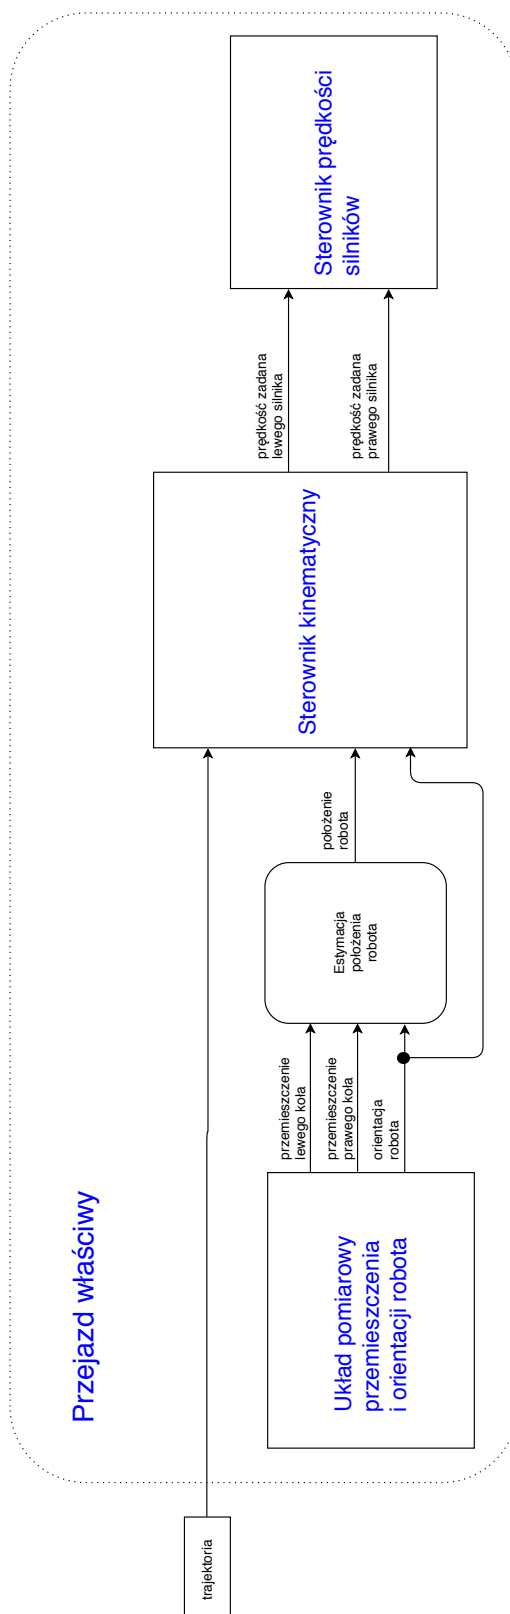 trajektoria
Przejazd właściwy
Układ pomiarowy
przemieszczenia
i orientacji robota
przemieszczenie
lewego koła
przemieszczenie
prawego koła
orientacja
robota
Estymacja
położenia
robota
położenie
robota
Sterownik kinematyczny
prędkość zadana
lewego silnika
prędkość zadana
prawego silnika
Sterownik prędkości
silników